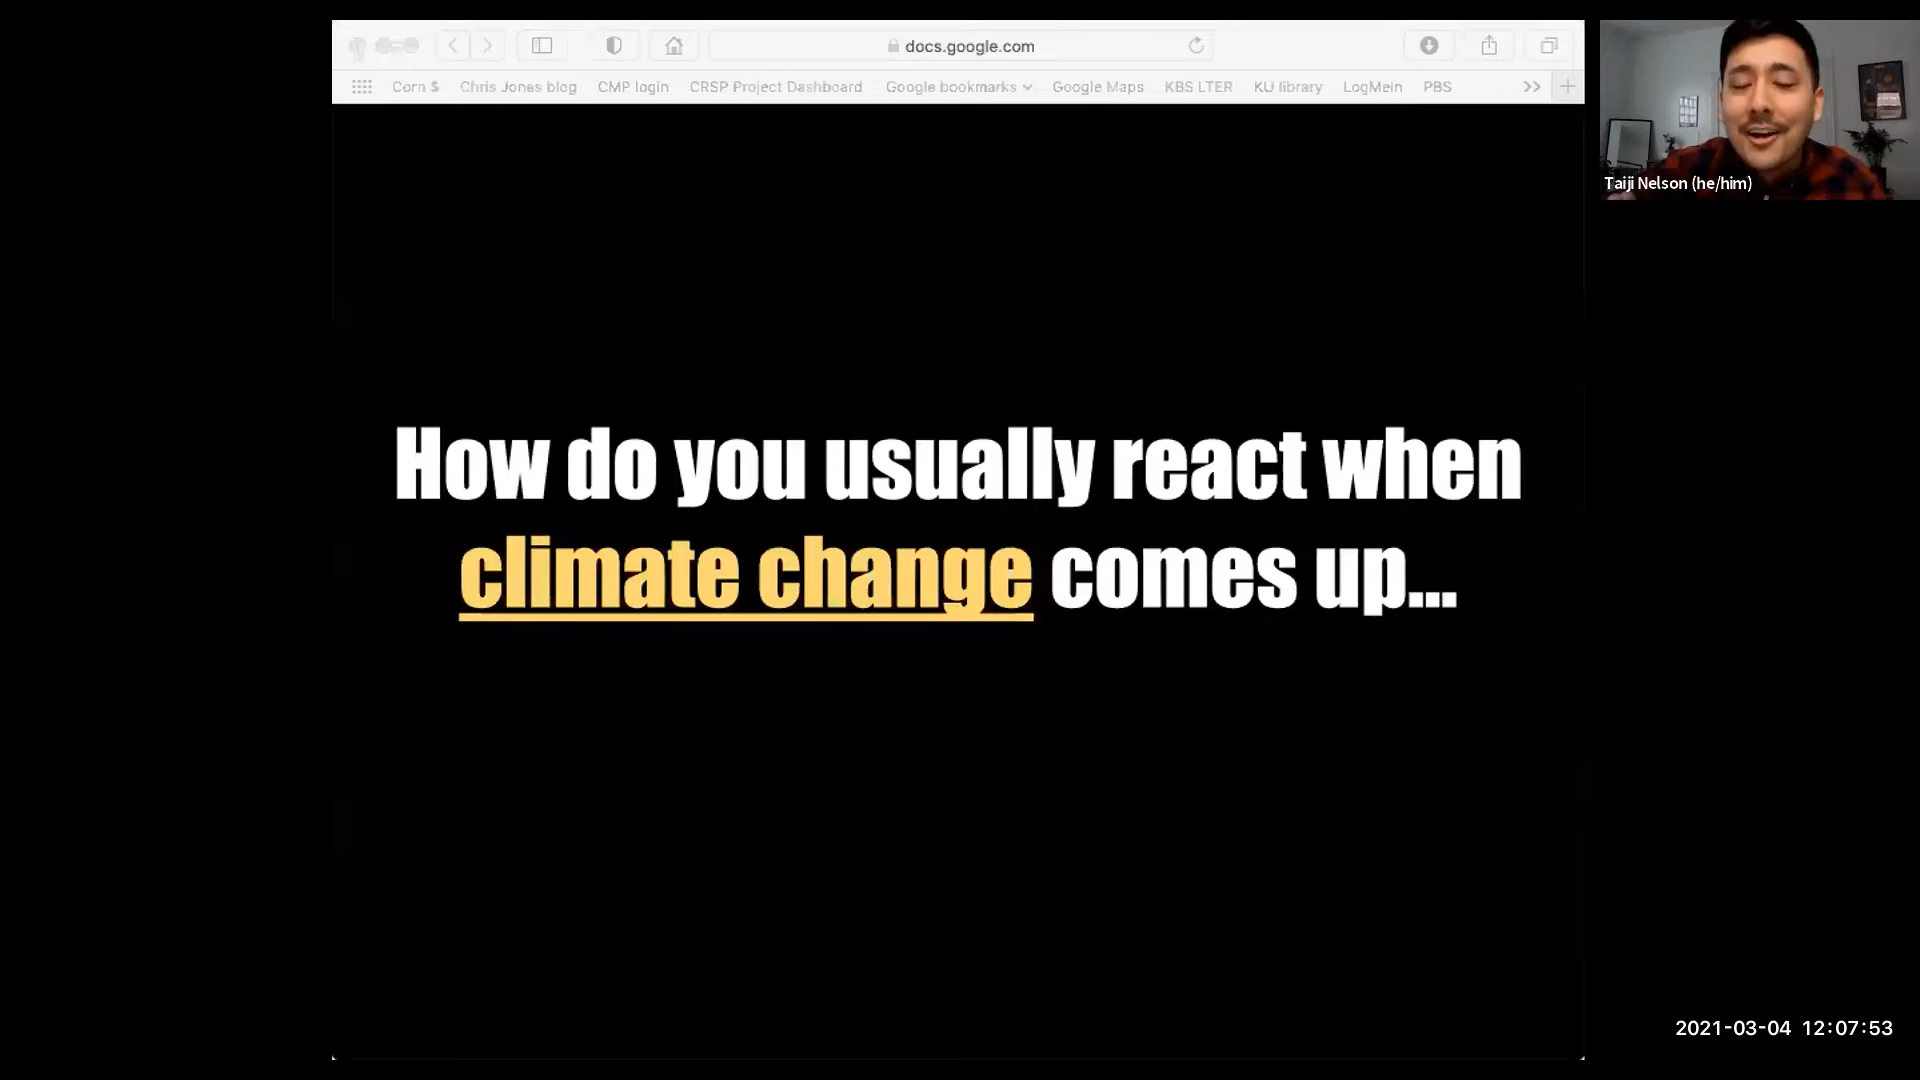 docs.google.com
Corn $ Chris Jones blog CMP login CRSP Project Dashboard Google bookmarks Google Maps KBS LTER KU library LogMeIn PBS
Taiji Nelson (he/him)
How do you usually react when
climate change comes up...
2021-03-04 12:07:53